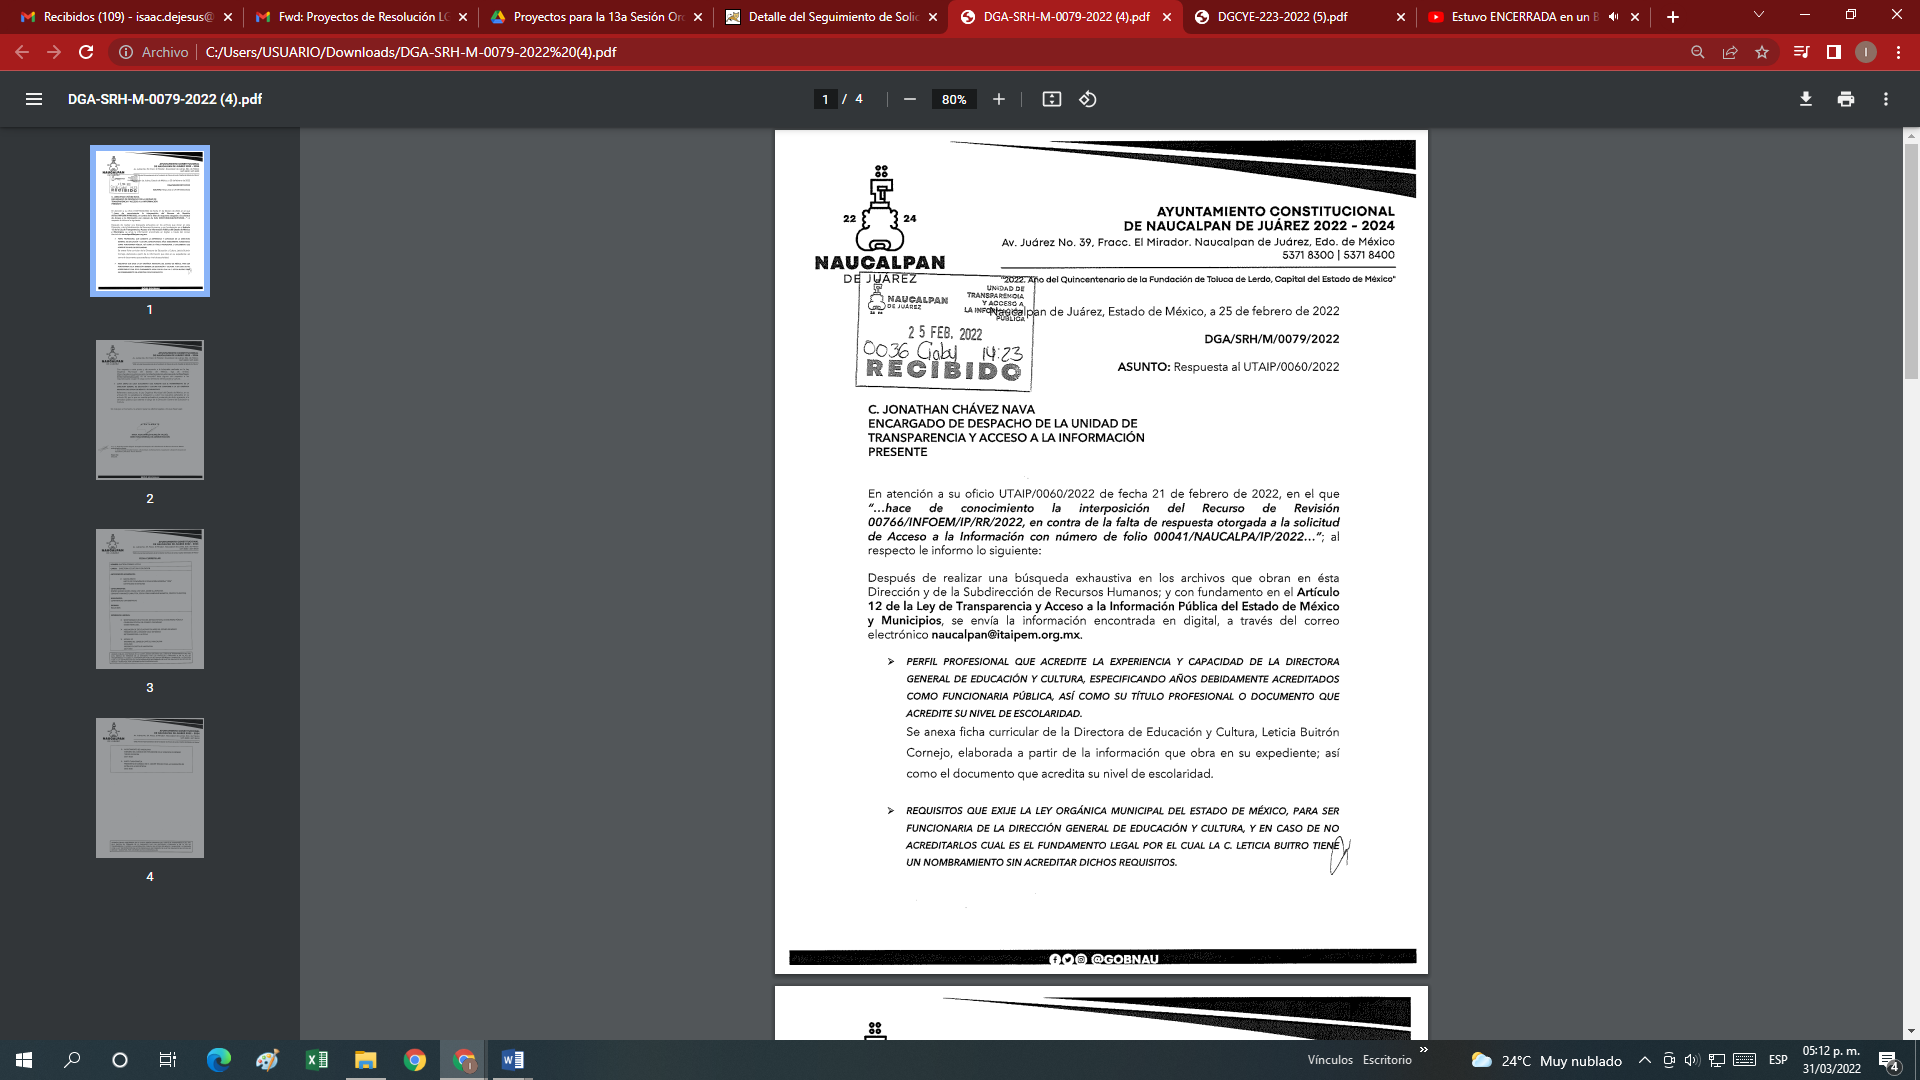 Recibidos (109) - isaac.dejesus@
Fwd: Proyectos de Resolución LG
Proyectos para la 13a Sesión Ord
Detalle del Seguimiento de Solic
DGA-SRH-M-0079-2022 (4).pdf
DGCYE-223-2022 (5).pdf
Estuvo ENCERRADA en un B
Archivo
C:/Users/USUARIO/Downloads/DGA-SRH-M-0079-2022%20(4).pdf
I
DGA-SRH-M-0079-2022 (4).pdf
1 / 4
80%
1
2
3
4
22 24
NAUCALPAN
DE JUÁREZ
AYUNTAMIENTO CONSTITUCIONAL
DE NAUCALPAN DE JUÁREZ 2022 - 2024
Av. Juárez No. 39, Fracc. El Mirador. Naucalpan de Juárez, Edo. de México
5371 8300 | 5371 8400
"2022. Año del Quincentenario de la Fundación de Toluca de Lerdo, Capital del Estado de México"
NAUCALPAN
DE JUÁREZ
UNIDAD DE
TRANSPARENCIA
Y ACCESO A
LA INFORMACIÓN
PÚBLICA
25 FEB. 2022
0036 Gaby 14:23
RECIBIDO
Naucalpan de Juárez, Estado de México, a 25 de febrero de 2022
DGA/SRH/M/0079/2022
ASUNTO: Respuesta al UTAIP/0060/2022
C. JONATHAN CHÁVEZ NAVA
ENCARGADO DE DESPACHO DE LA UNIDAD DE
TRANSPARENCIA Y ACCESO A LA INFORMACIÓN
PRESENTE
En atención a su oficio UTAIP/0060/2022 de fecha 21 de febrero de 2022, en el que
"...hace de conocimiento la interposición del Recurso de Revisión
00766/INFOEM/IP/RR/2022, en contra de la falta de respuesta otorgada a la solicitud
de Acceso a la Información con número de folio 00041/NAUCALPA/IP/2022..."; al
respecto le informo lo siguiente:
Después de realizar una búsqueda exhaustiva en los archivos que obran en ésta
Dirección y de la Subdirección de Recursos Humanos; y con fundamento en el Artículo
12 de la Ley de Transparencia y Acceso a la Información Pública del Estado de México
y Municipios, se envía la información encontrada en digital, a través del correo
electrónico naucalpan@itaipem.org.mx.
➢ PERFIL PROFESIONAL QUE ACREDITE LA EXPERIENCIA Y CAPACIDAD DE LA DIRECTORA
GENERAL DE EDUCACIÓN Y CULTURA, ESPECIFICANDO AÑOS DEBIDAMENTE ACREDITADOS
COMO FUNCIONARIA PÚBLICA, ASÍ COMO SU TÍTULO PROFESIONAL O DOCUMENTO QUE
ACREDITE SU NIVEL DE ESCOLARIDAD.
Se anexa ficha curricular de la Directora de Educación y Cultura, Leticia Buitrón
Cornejo, elaborada a partir de la información que obra en su expediente; así
como el documento que acredita su nivel de escolaridad.
➢ REQUISITOS QUE EXIJE LA LEY ORGÁNICA MUNICIPAL DEL ESTADO DE MÉXICO, PARA SER
FUNCIONARIA DE LA DIRECCIÓN GENERAL DE EDUCACIÓN Y CULTURA, Y EN CASO DE NO
ACREDITARLOS CUAL ES EL FUNDAMENTO LEGAL POR EL CUAL LA C. LETICIA BUITRO TIENE
UN NOMBRAMIENTO SIN ACREDITAR DICHOS REQUISITOS.
@GOBNAU
Vínculos Escritorio
24°C Muy nublado
ESP
05:12 p. m.
31/03/2022
4